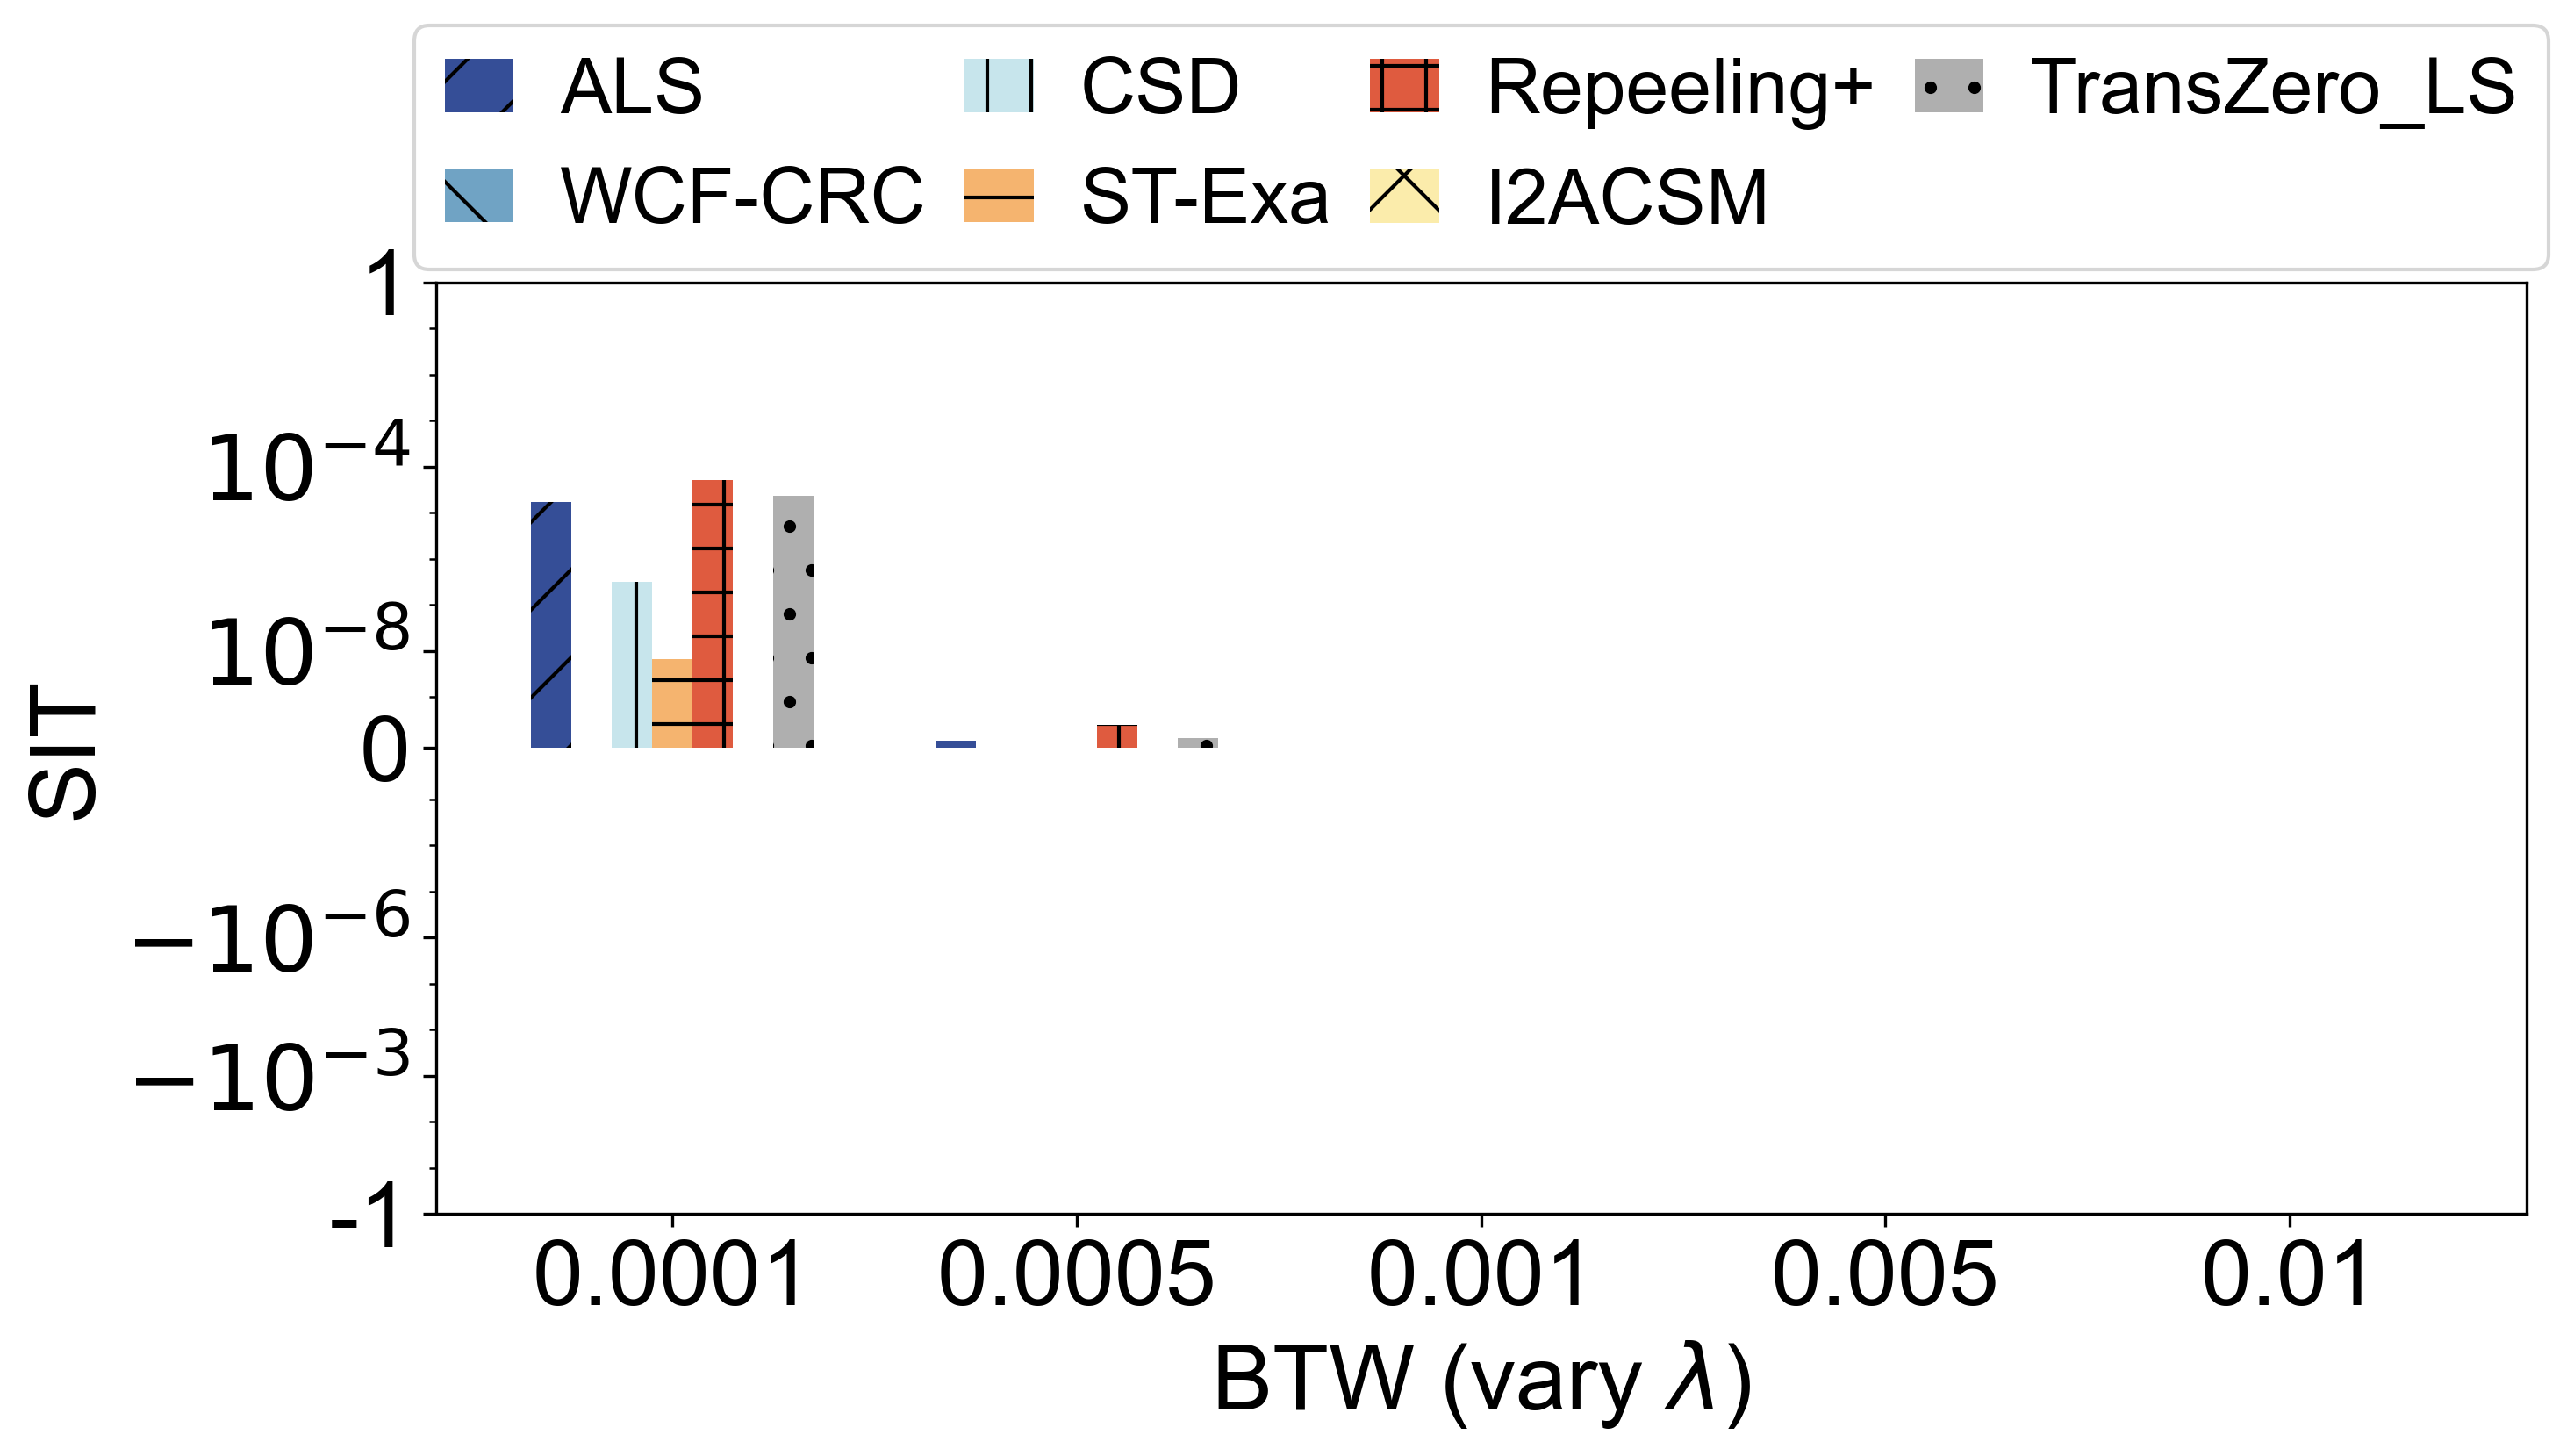 ALS CSD Repeeling+ TransZero_LS
WCF-CRC ST-Exa I2ACSM
1
10⁻⁴
10⁻⁸
0
−10⁻⁶
−10⁻³
-1
SIT
0.0001 0.0005 0.001 0.005 0.01
BTW (vary λ)